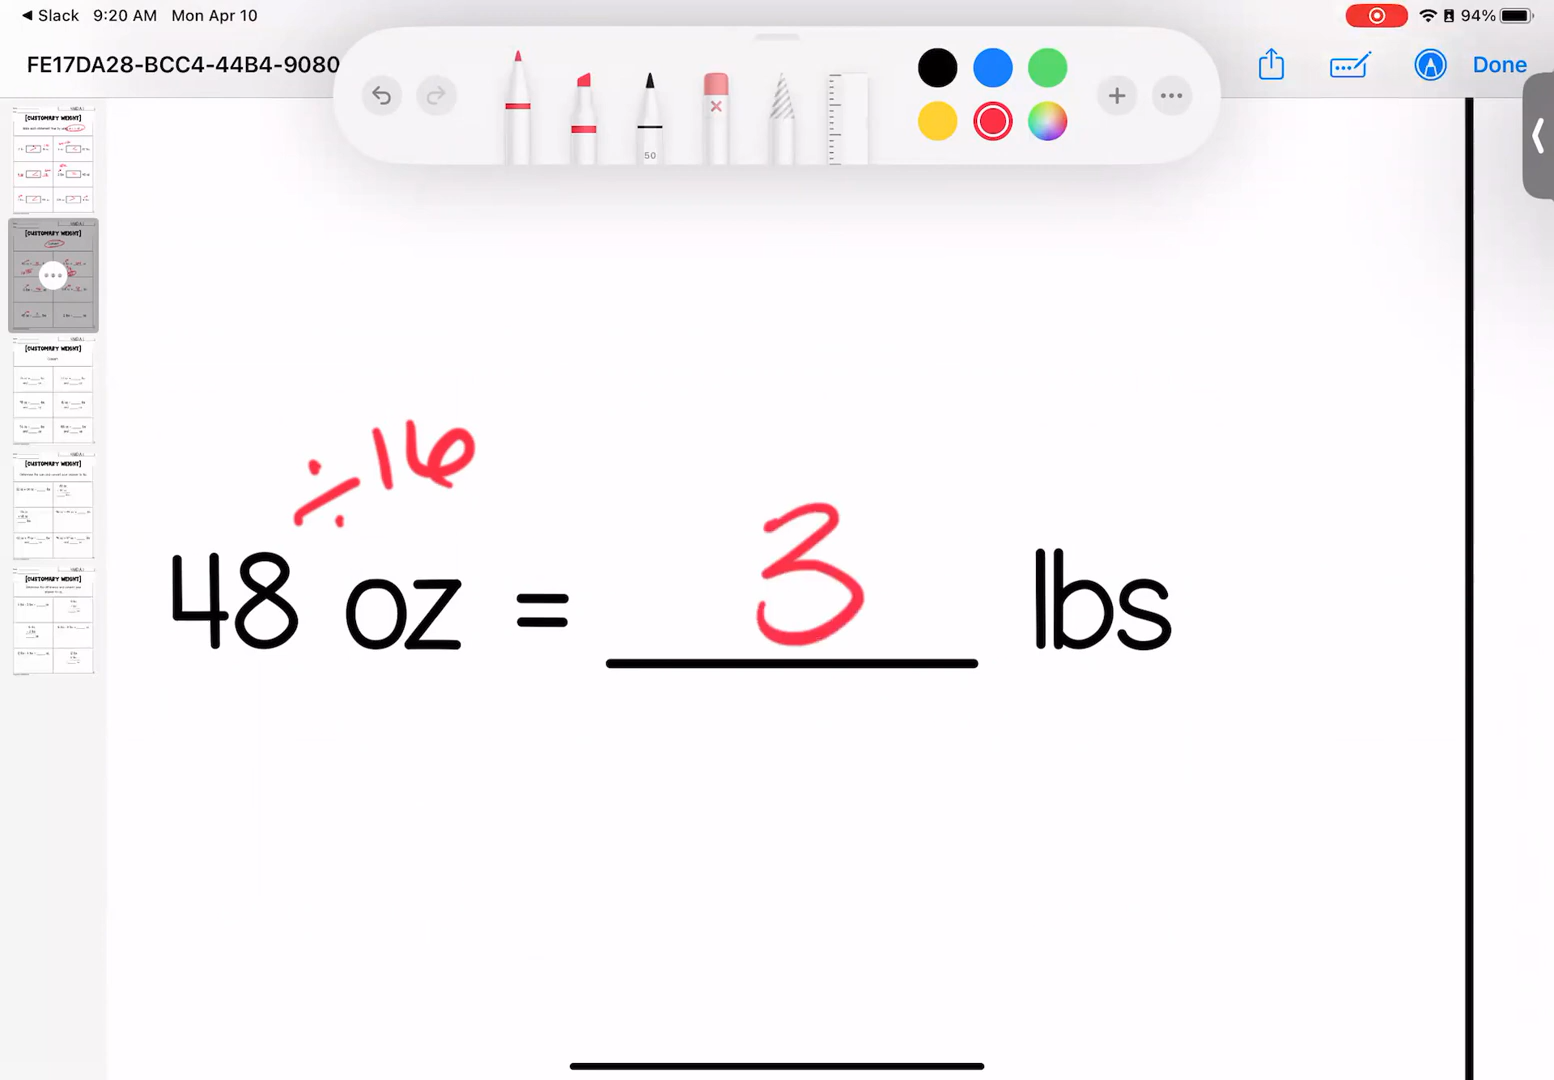 Slack 9:20 AM Mon Apr 10 94%
FE17DA28-BCC4-44B4-9080
Done
50
[CUSTOMARY WEIGHT]
[CUSTOMARY WEIGHT]
[CUSTOMARY WEIGHT]
[CUSTOMARY WEIGHT]
[CUSTOMARY WEIGHT]
÷16
48 oz = 3 lbs